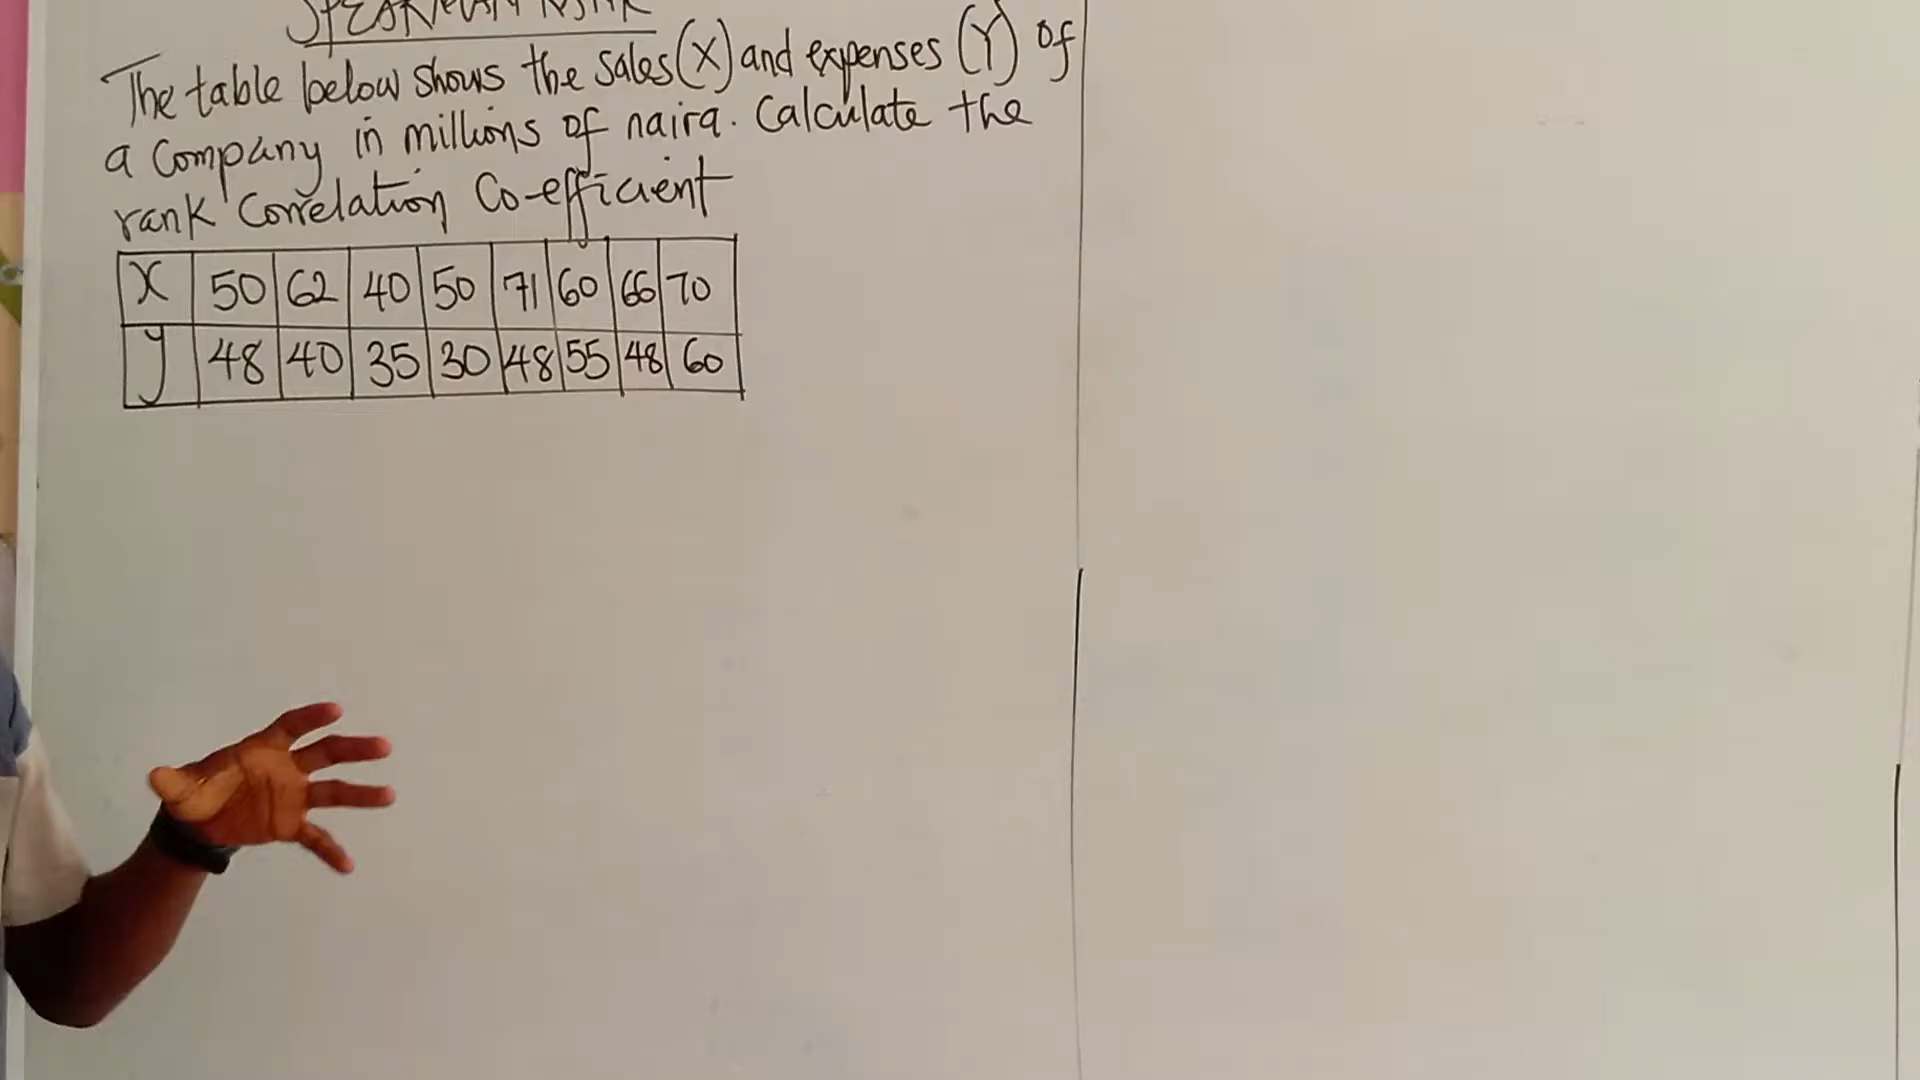 The table below shows the sales (X) and expenses (Y) of
a company in millions of naira. Calculate the
rank correlation Co-efficient
X 50 62 40 50 71 60 66 70
y 48 40 35 30 48 55 48 60